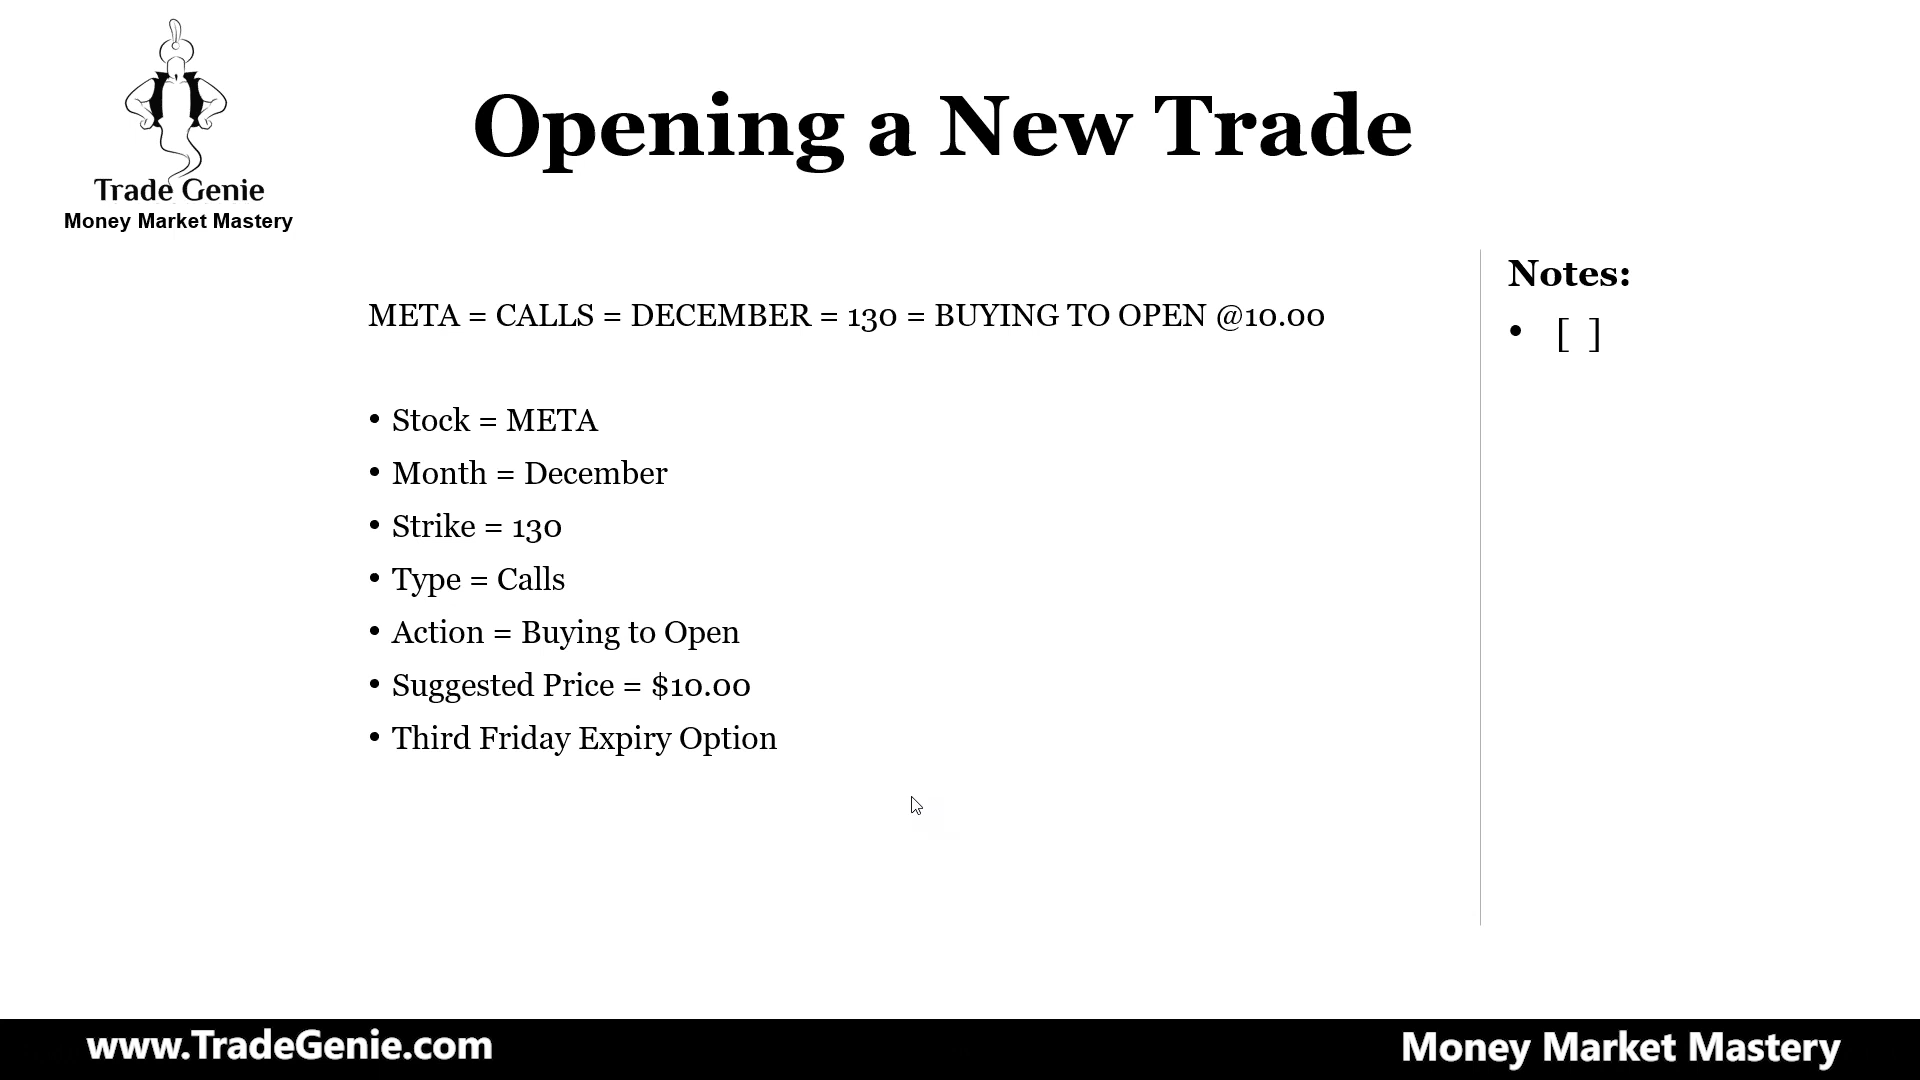 Trade Genie
Money Market Mastery
Opening a New Trade
META = CALLS = DECEMBER = 130 = BUYING TO OPEN @10.00
• Stock = META
• Month = December
• Strike = 130
• Type = Calls
• Action = Buying to Open
• Suggested Price = $10.00
• Third Friday Expiry Option
Notes:
• [ ]
www.TradeGenie.com
Money Market Mastery